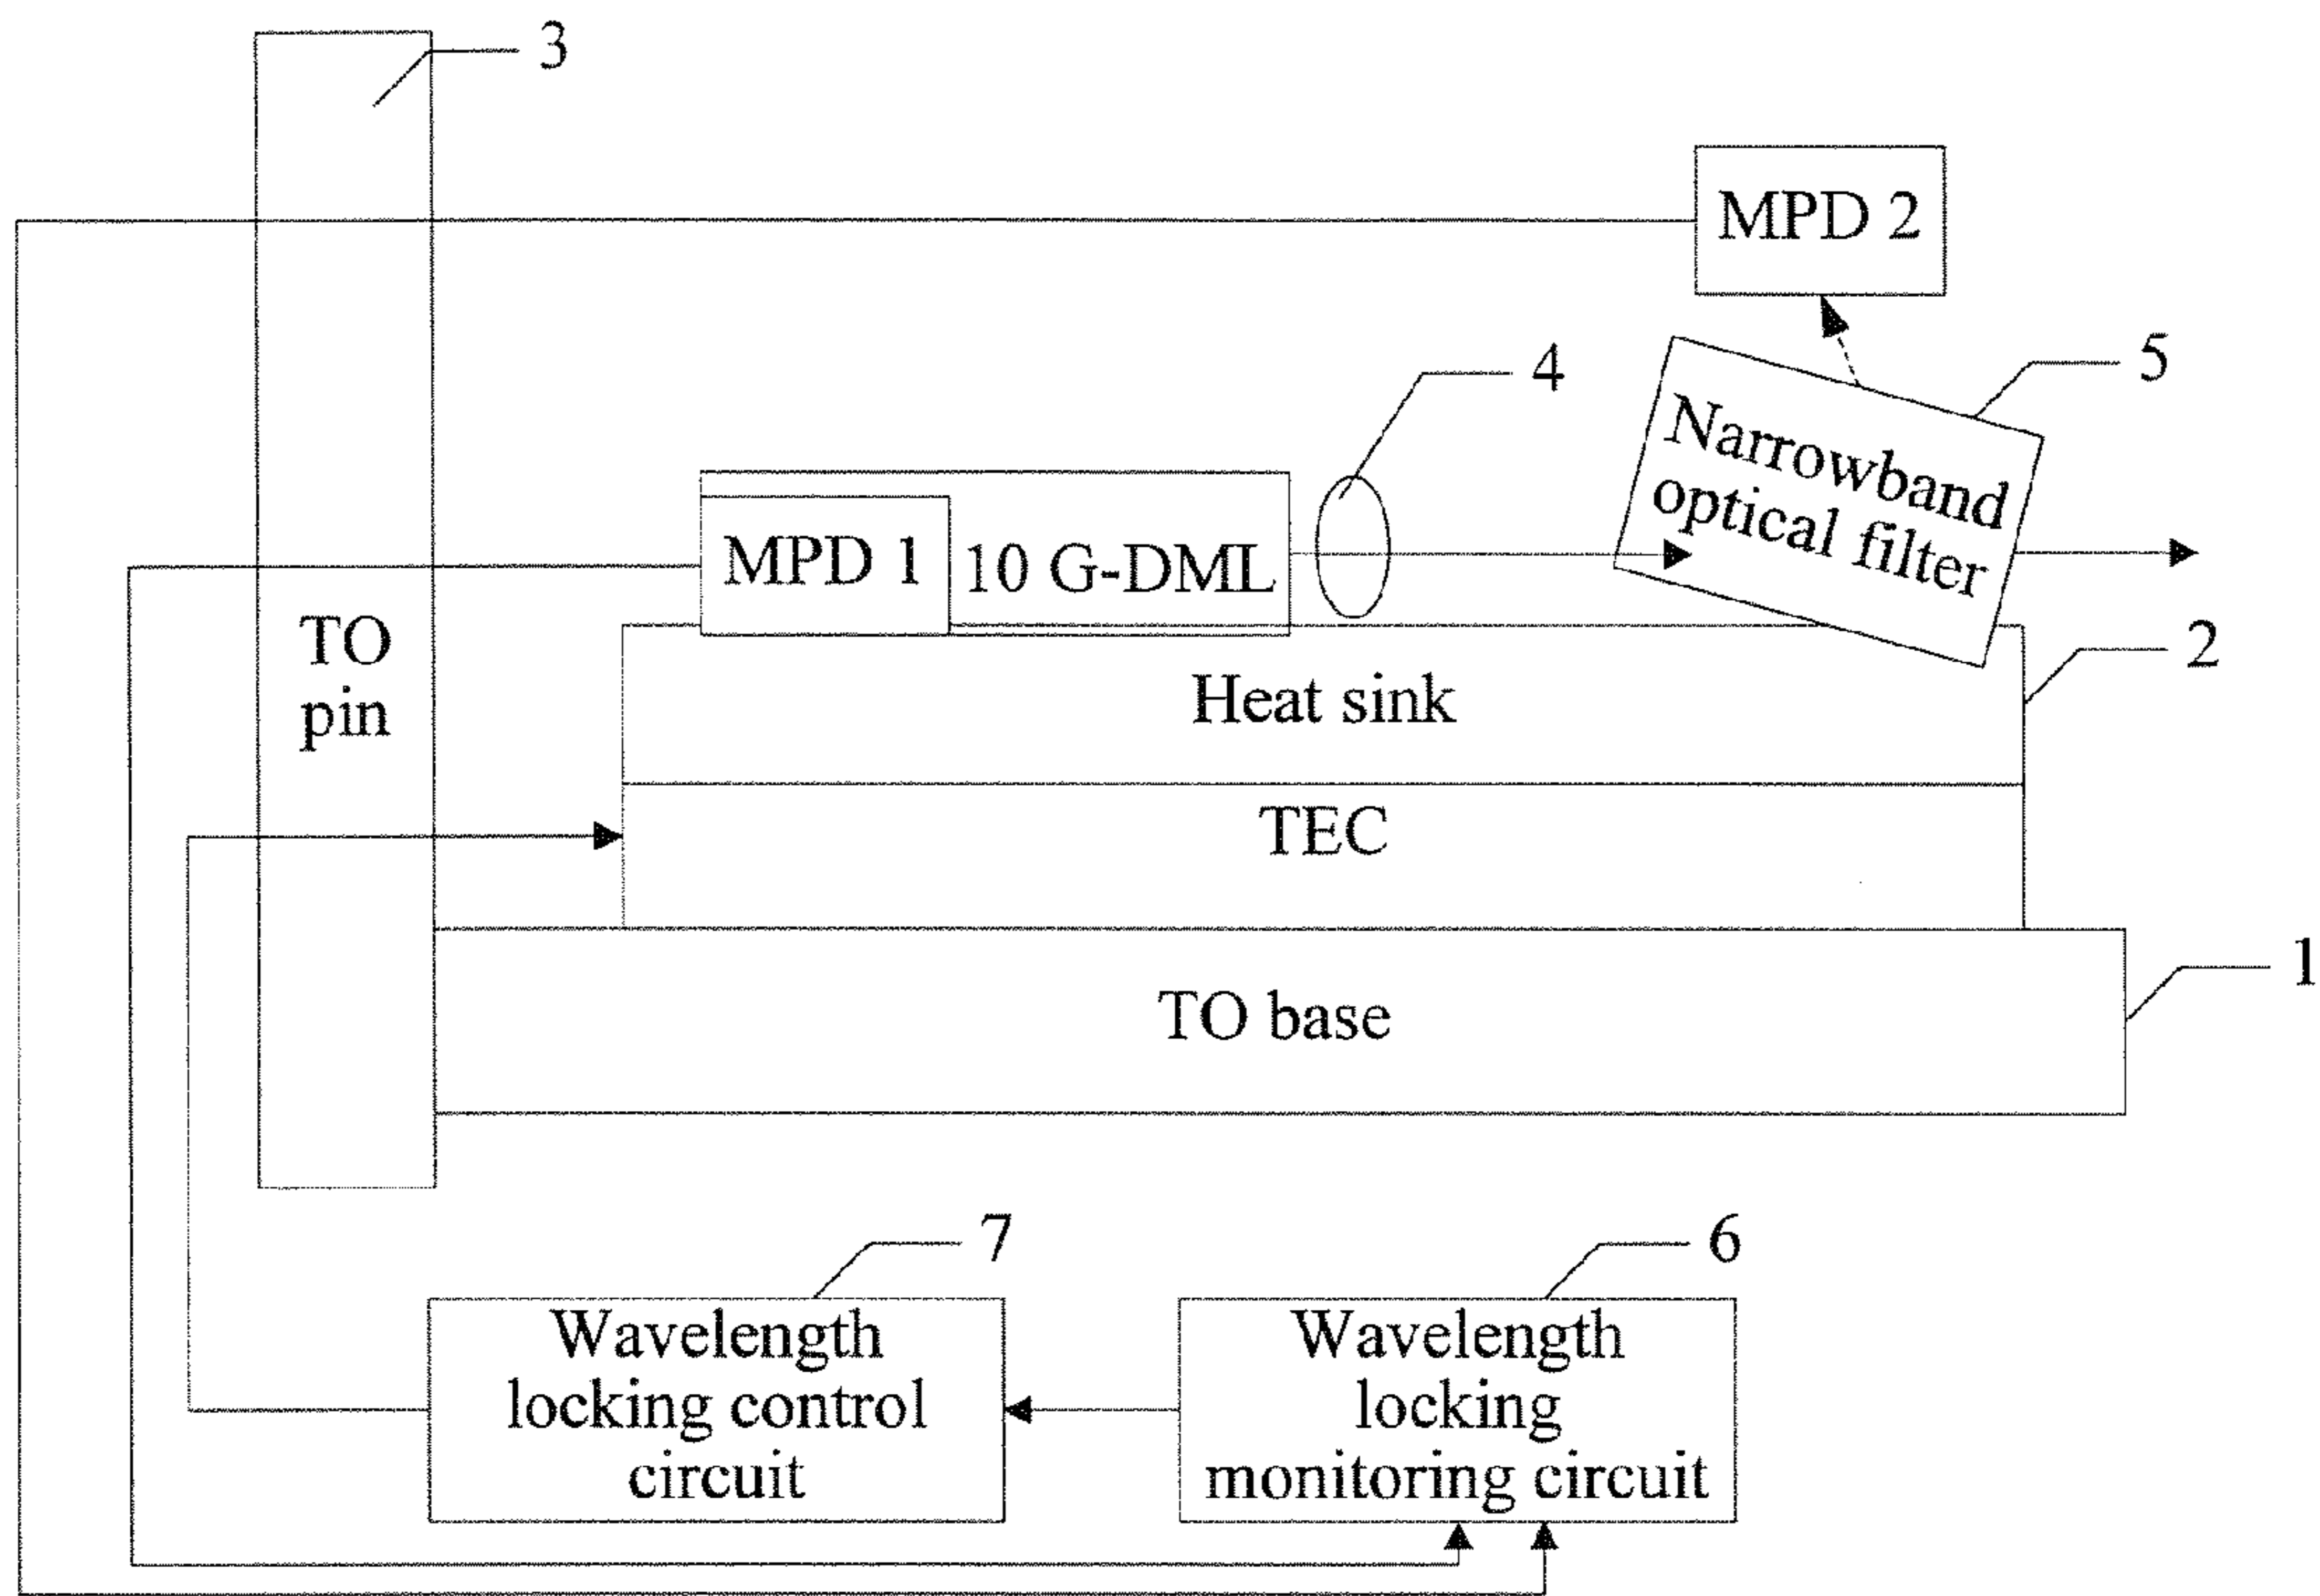 3
MPD 2
5
4
Narrowband
optical filter
MPD 1
10 G-DML
TO
pin
2
Heat sink
TEC
1
TO base
7
6
Wavelength
locking control
circuit
Wavelength
locking
monitoring circuit